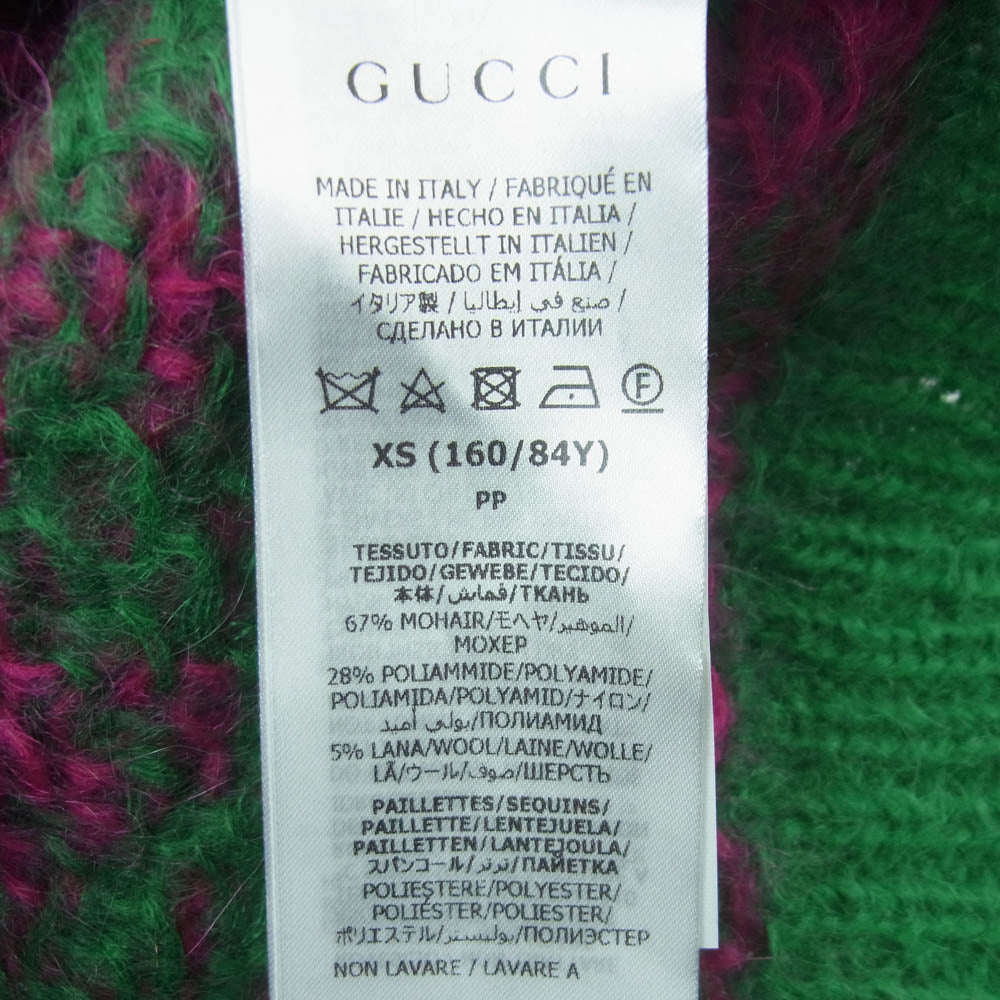 GUCCI
MADE IN ITALY / FABRIQUÉ EN
ITALIE / HECHO EN ITALIA /
HERGESTELLT IN ITALIEN /
FABRICADO EM ITÁLIA /
イタリア製 / صنع في إيطاليا /
СДЕЛАНО В ИТАЛИИ
F
XS (160/84Y)
PP
TESSUTO/FABRIC/TISSU/
TEJIDO/GEWEBE/TECIDO/
本体/قماش/ТКАНЬ
67% MOHAIR/モヘヤ/الموهير/
МОХЕР
28% POLIAMMIDE/POLYAMIDE/
POLIAMIDA/POLYAMID/ナイロン/
بولي أميد/ПОЛИАМИД
5% LANA/WOOL/LAINE/WOLLE/
LÃ/ウール/صوف/ШЕРСТЬ
PAILLETTES/SEQUINS/
PAILLETTE/LENTEJUELA/
PAILLETTEN/LANTEJOULA/
スパンコール/ترتر/ПАЙЕТКА
POLIESTERE/POLYESTER/
POLIÉSTER/POLIESTER/
ポリエステル/بوليستر/ПОЛИЭСТЕР
NON LAVARE / LAVARE A